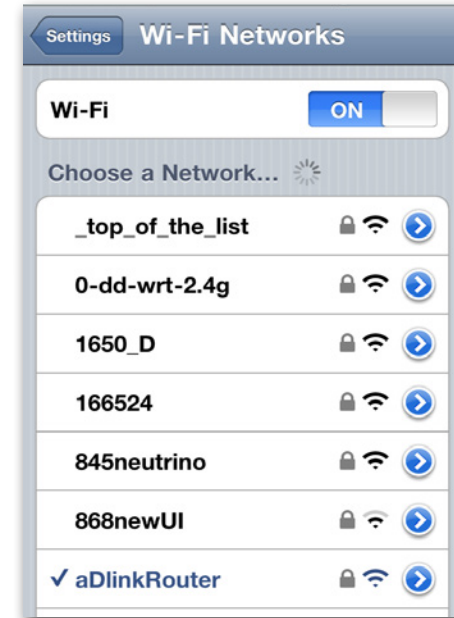 Settings
Wi-Fi Networks
Wi-Fi ON
Choose a Network...
_top_of_the_list
0-dd-wrt-2.4g
1650_D
166524
845neutrino
868newUI
aDlinkRouter